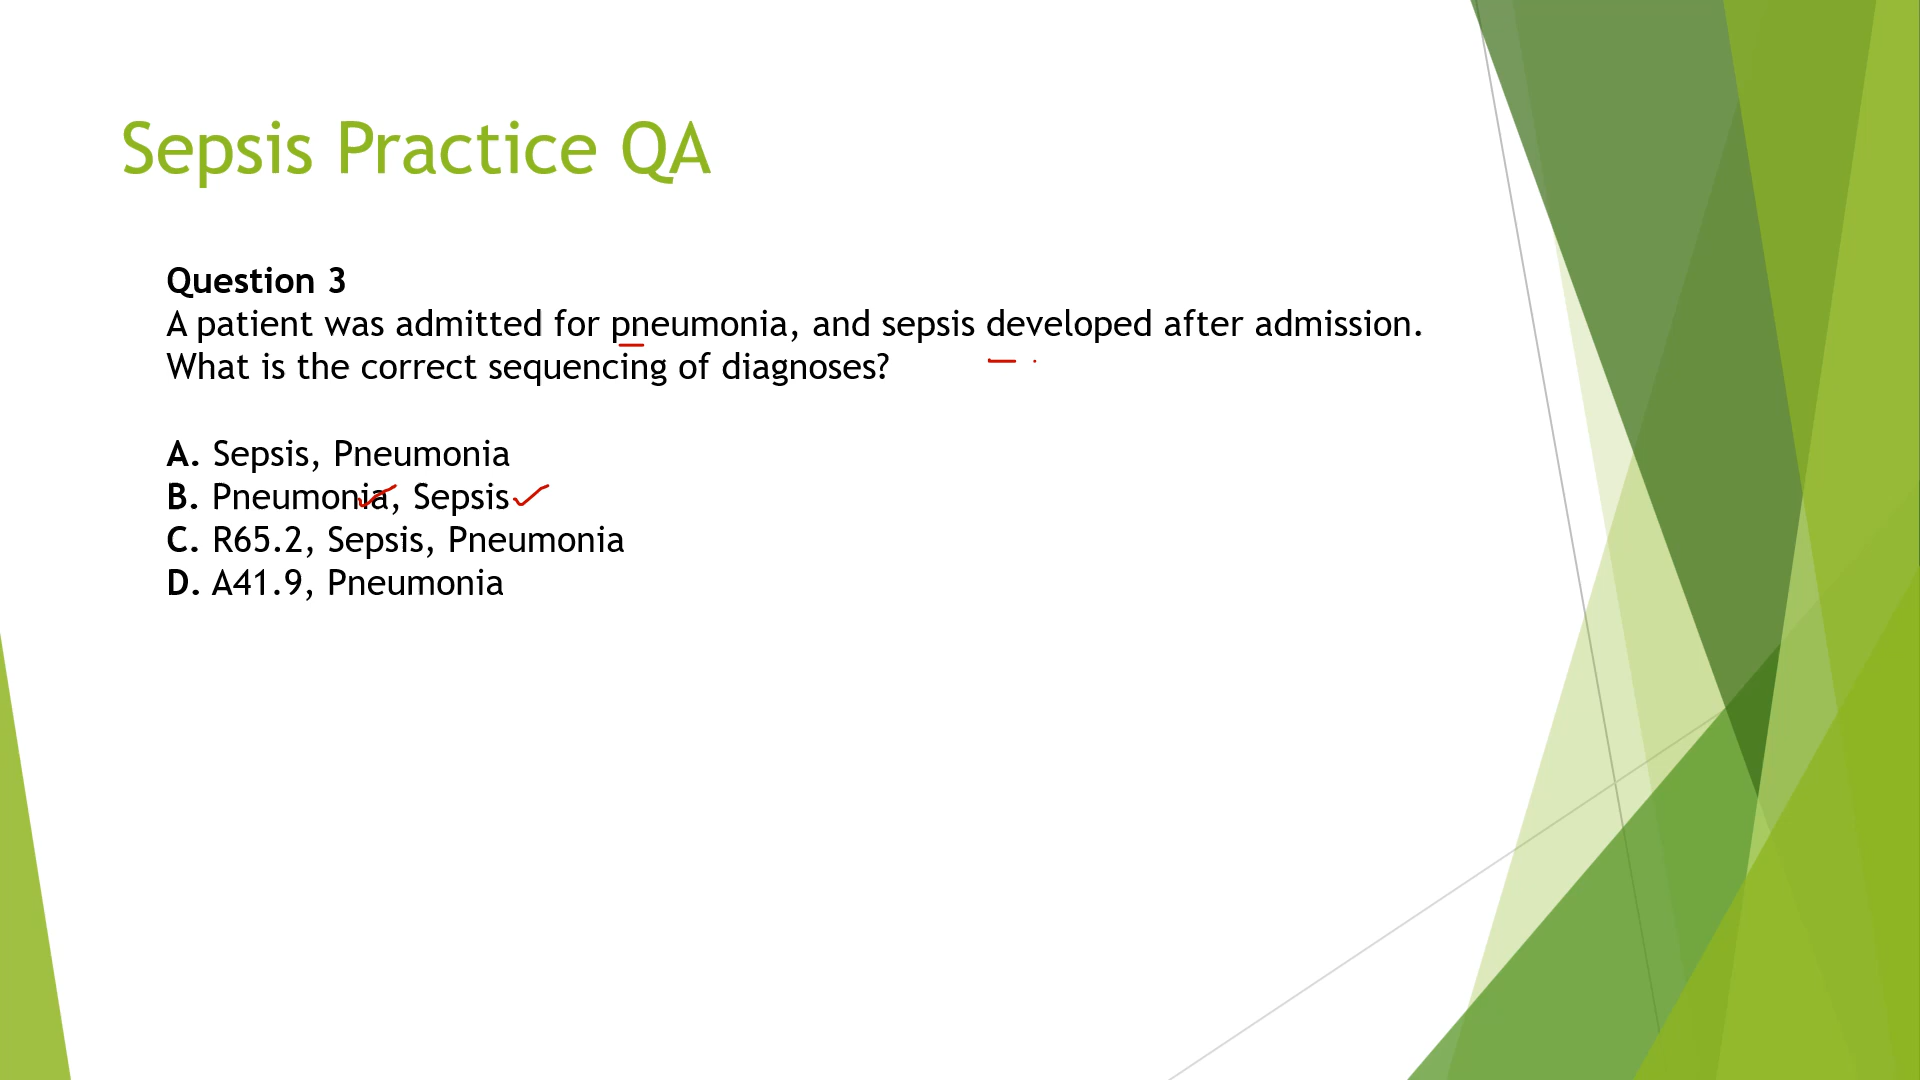 Sepsis Practice QA
Question 3
A patient was admitted for pneumonia, and sepsis developed after admission.
What is the correct sequencing of diagnoses?
A. Sepsis, Pneumonia
B. Pneumonia, Sepsis
C. R65.2, Sepsis, Pneumonia
D. A41.9, Pneumonia